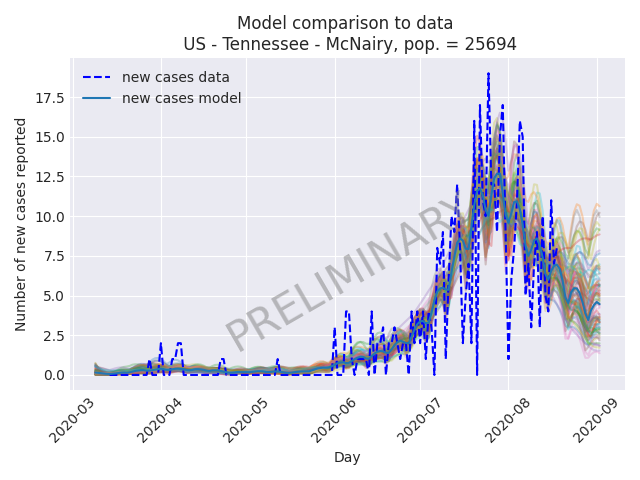 Model comparison to data
US - Tennessee - McNairy, pop. = 25694
new cases data
new cases model
Number of new cases reported
17.5
15.0
12.5
10.0
7.5
5.0
2.5
0.0
PRELIMINARY
2020-03
2020-04
2020-05
2020-06
2020-07
2020-08
2020-09
Day